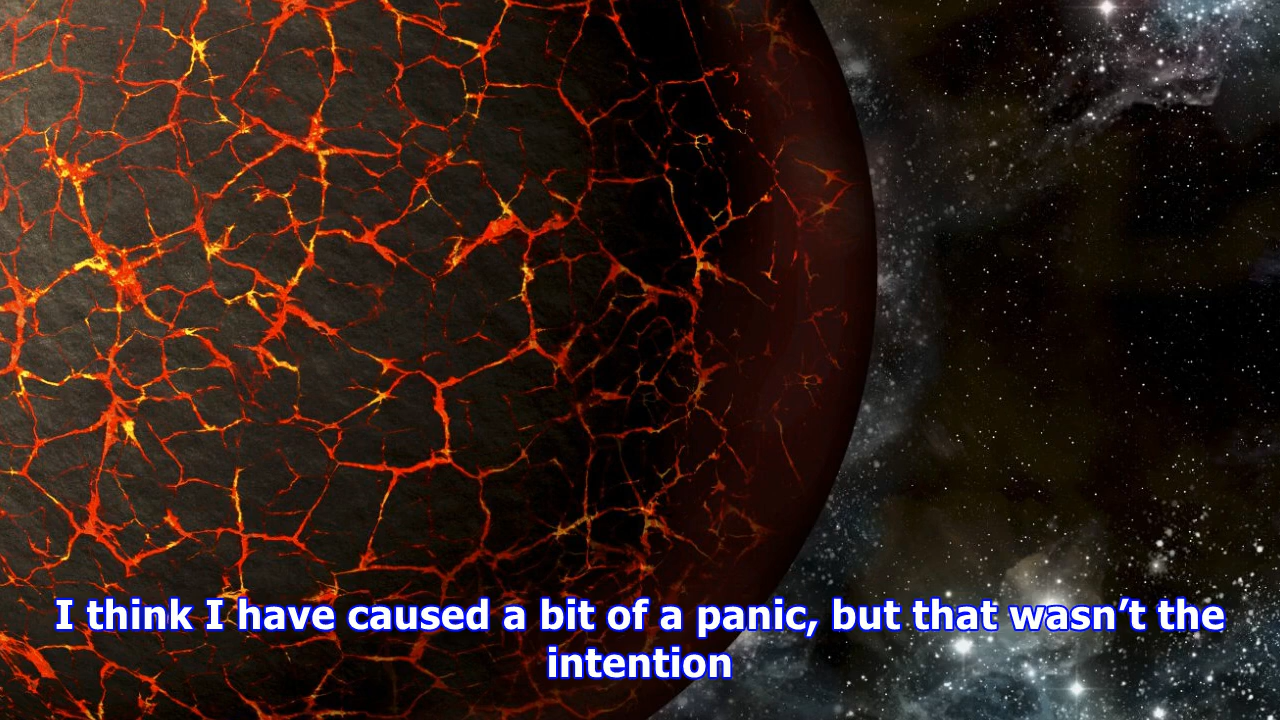 I think I have caused a bit of a panic, but that wasn’t the
intention